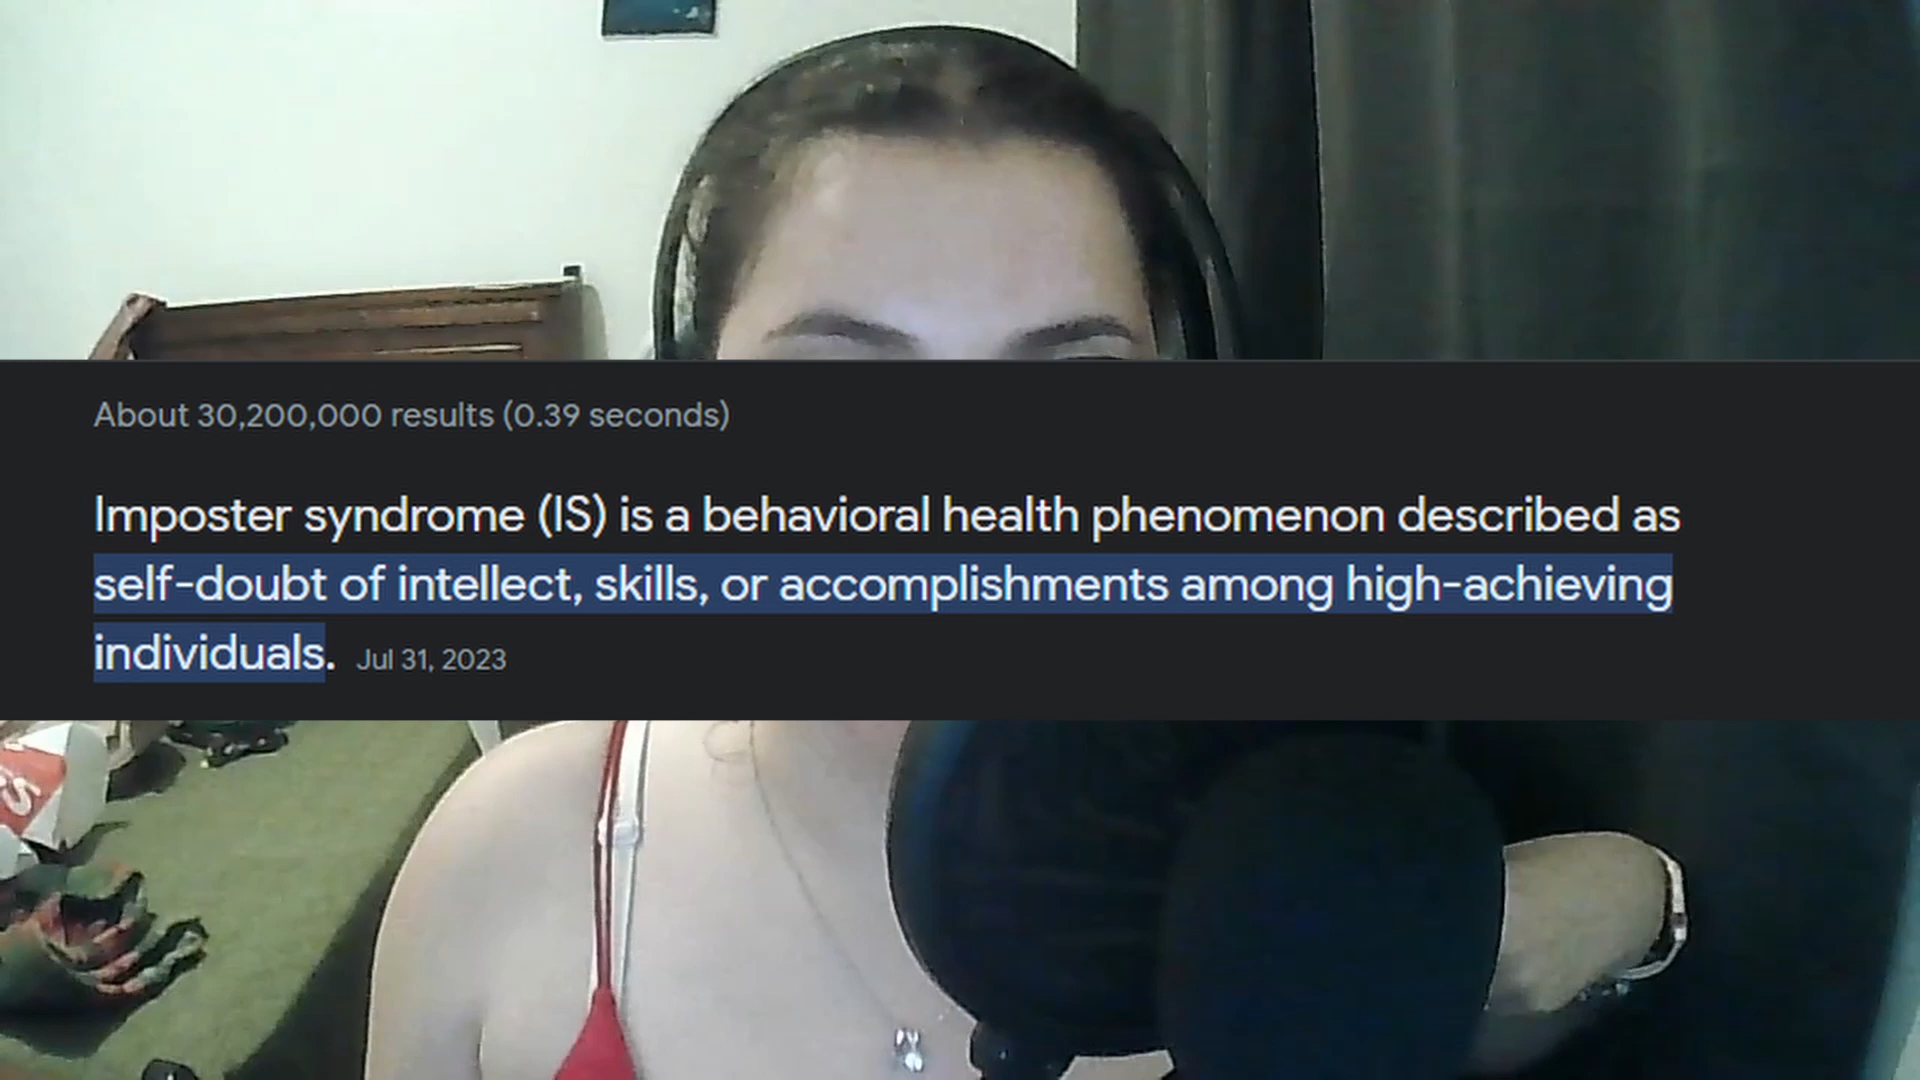 About 30,200,000 results (0.39 seconds)
Imposter syndrome (IS) is a behavioral health phenomenon described as
self-doubt of intellect, skills, or accomplishments among high-achieving
individuals. Jul 31, 2023